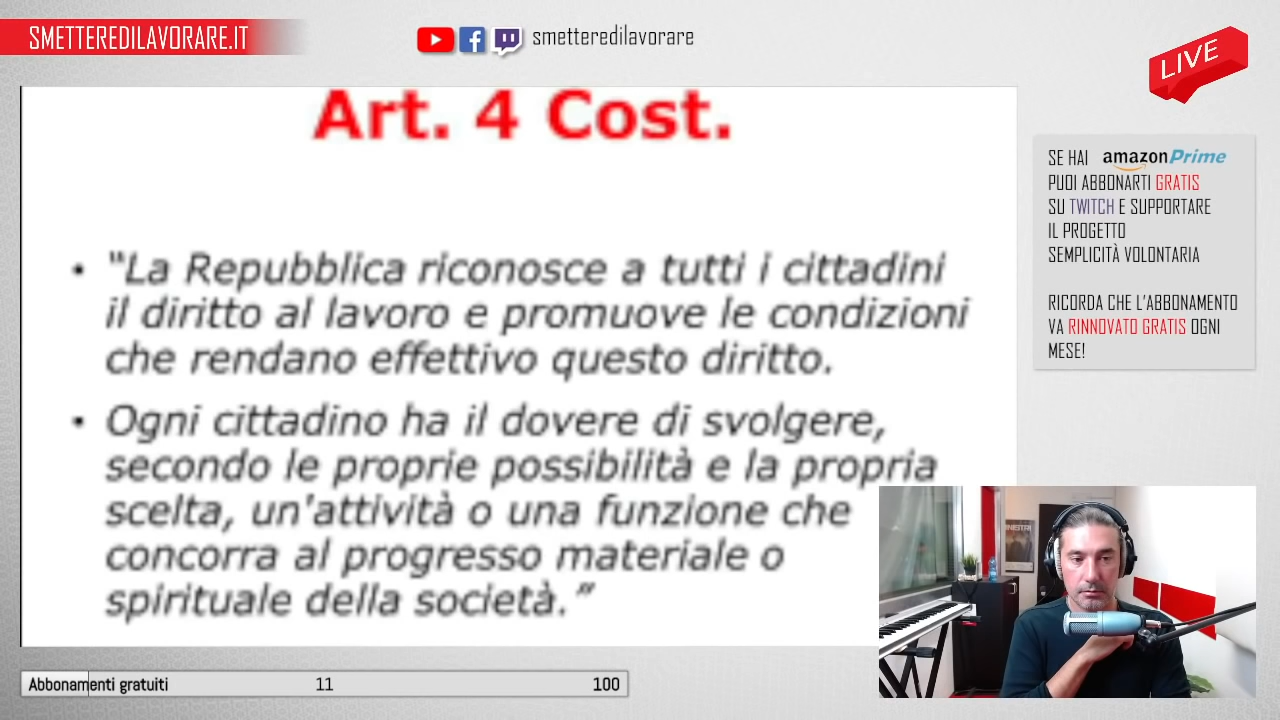 SMETTEREDILAVORARE.IT
smetteredilavorare
LIVE
Art. 4 Cost.
• “La Repubblica riconosce a tutti i cittadini
il diritto al lavoro e promuove le condizioni
che rendano effettivo questo diritto.
• Ogni cittadino ha il dovere di svolgere,
secondo le proprie possibilità e la propria
scelta, un'attività o una funzione che
concorra al progresso materiale o
spirituale della società.”
SE HAI amazonPrime
PUOI ABBONARTI GRATIS
SU TWITCH E SUPPORTARE
IL PROGETTO
SEMPLICITÀ VOLONTARIA
RICORDA CHE L'ABBONAMENTO
VA RINNOVATO GRATIS OGNI
MESE!
Abbonamenti gratuiti 11 100